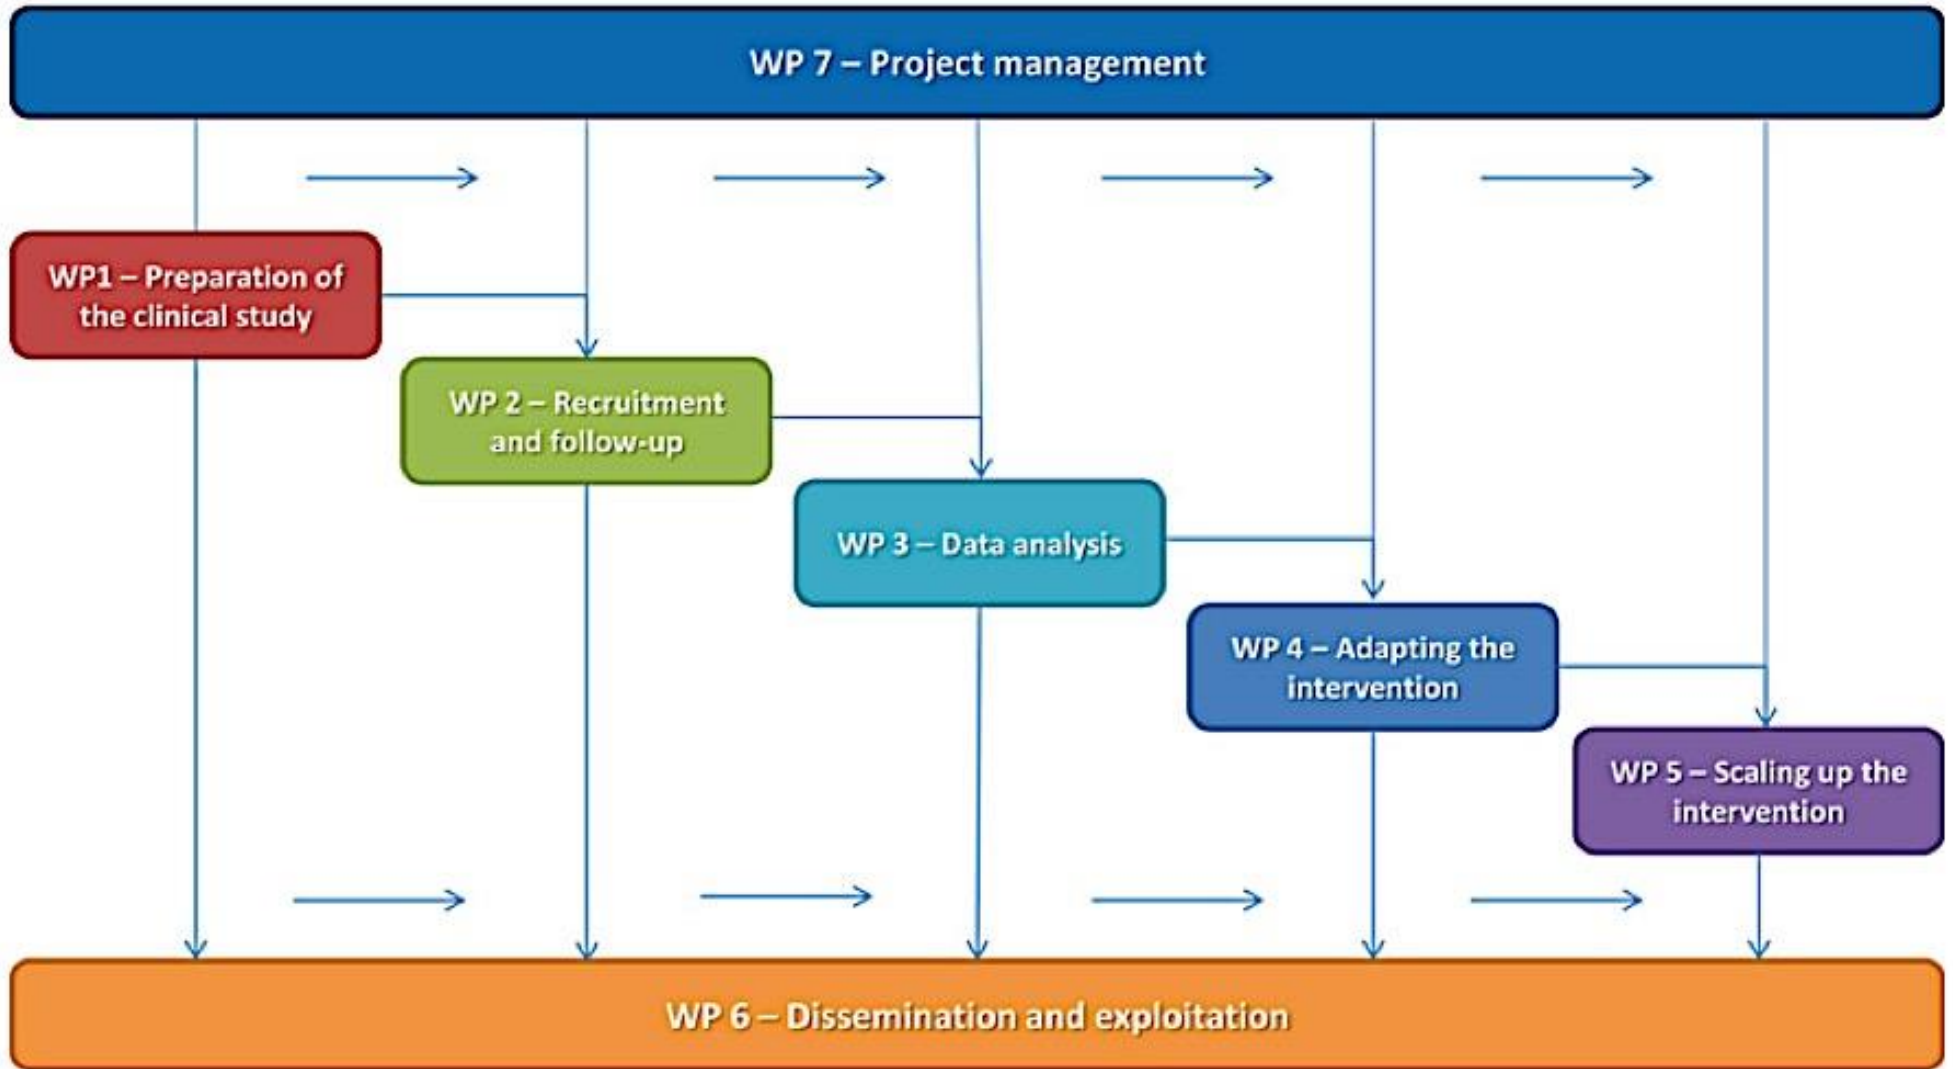 WP 7 – Project management
WP1 – Preparation of
the clinical study
WP 2 – Recruitment
and follow-up
WP 3 – Data analysis
WP 4 – Adapting the
intervention
WP 5 – Scaling up the
intervention
WP 6 – Dissemination and exploitation